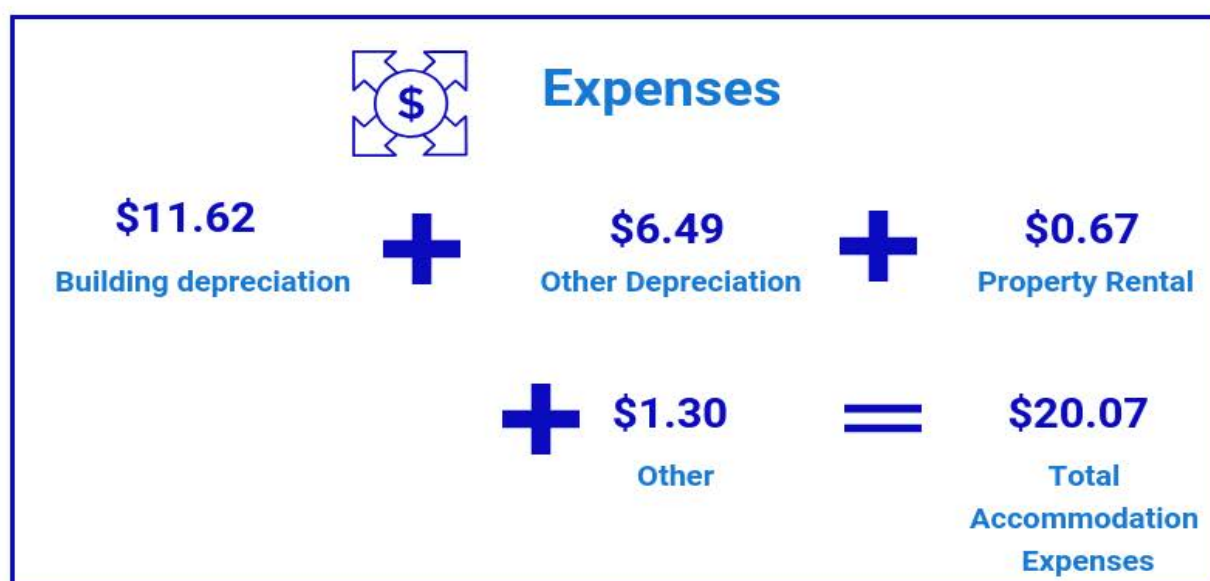 $
Expenses
$11.62
+
$6.49
+
$0.67
Building depreciation
Other Depreciation
Property Rental
+
$1.30
=
$20.07
Other
Total
Accommodation
Expenses